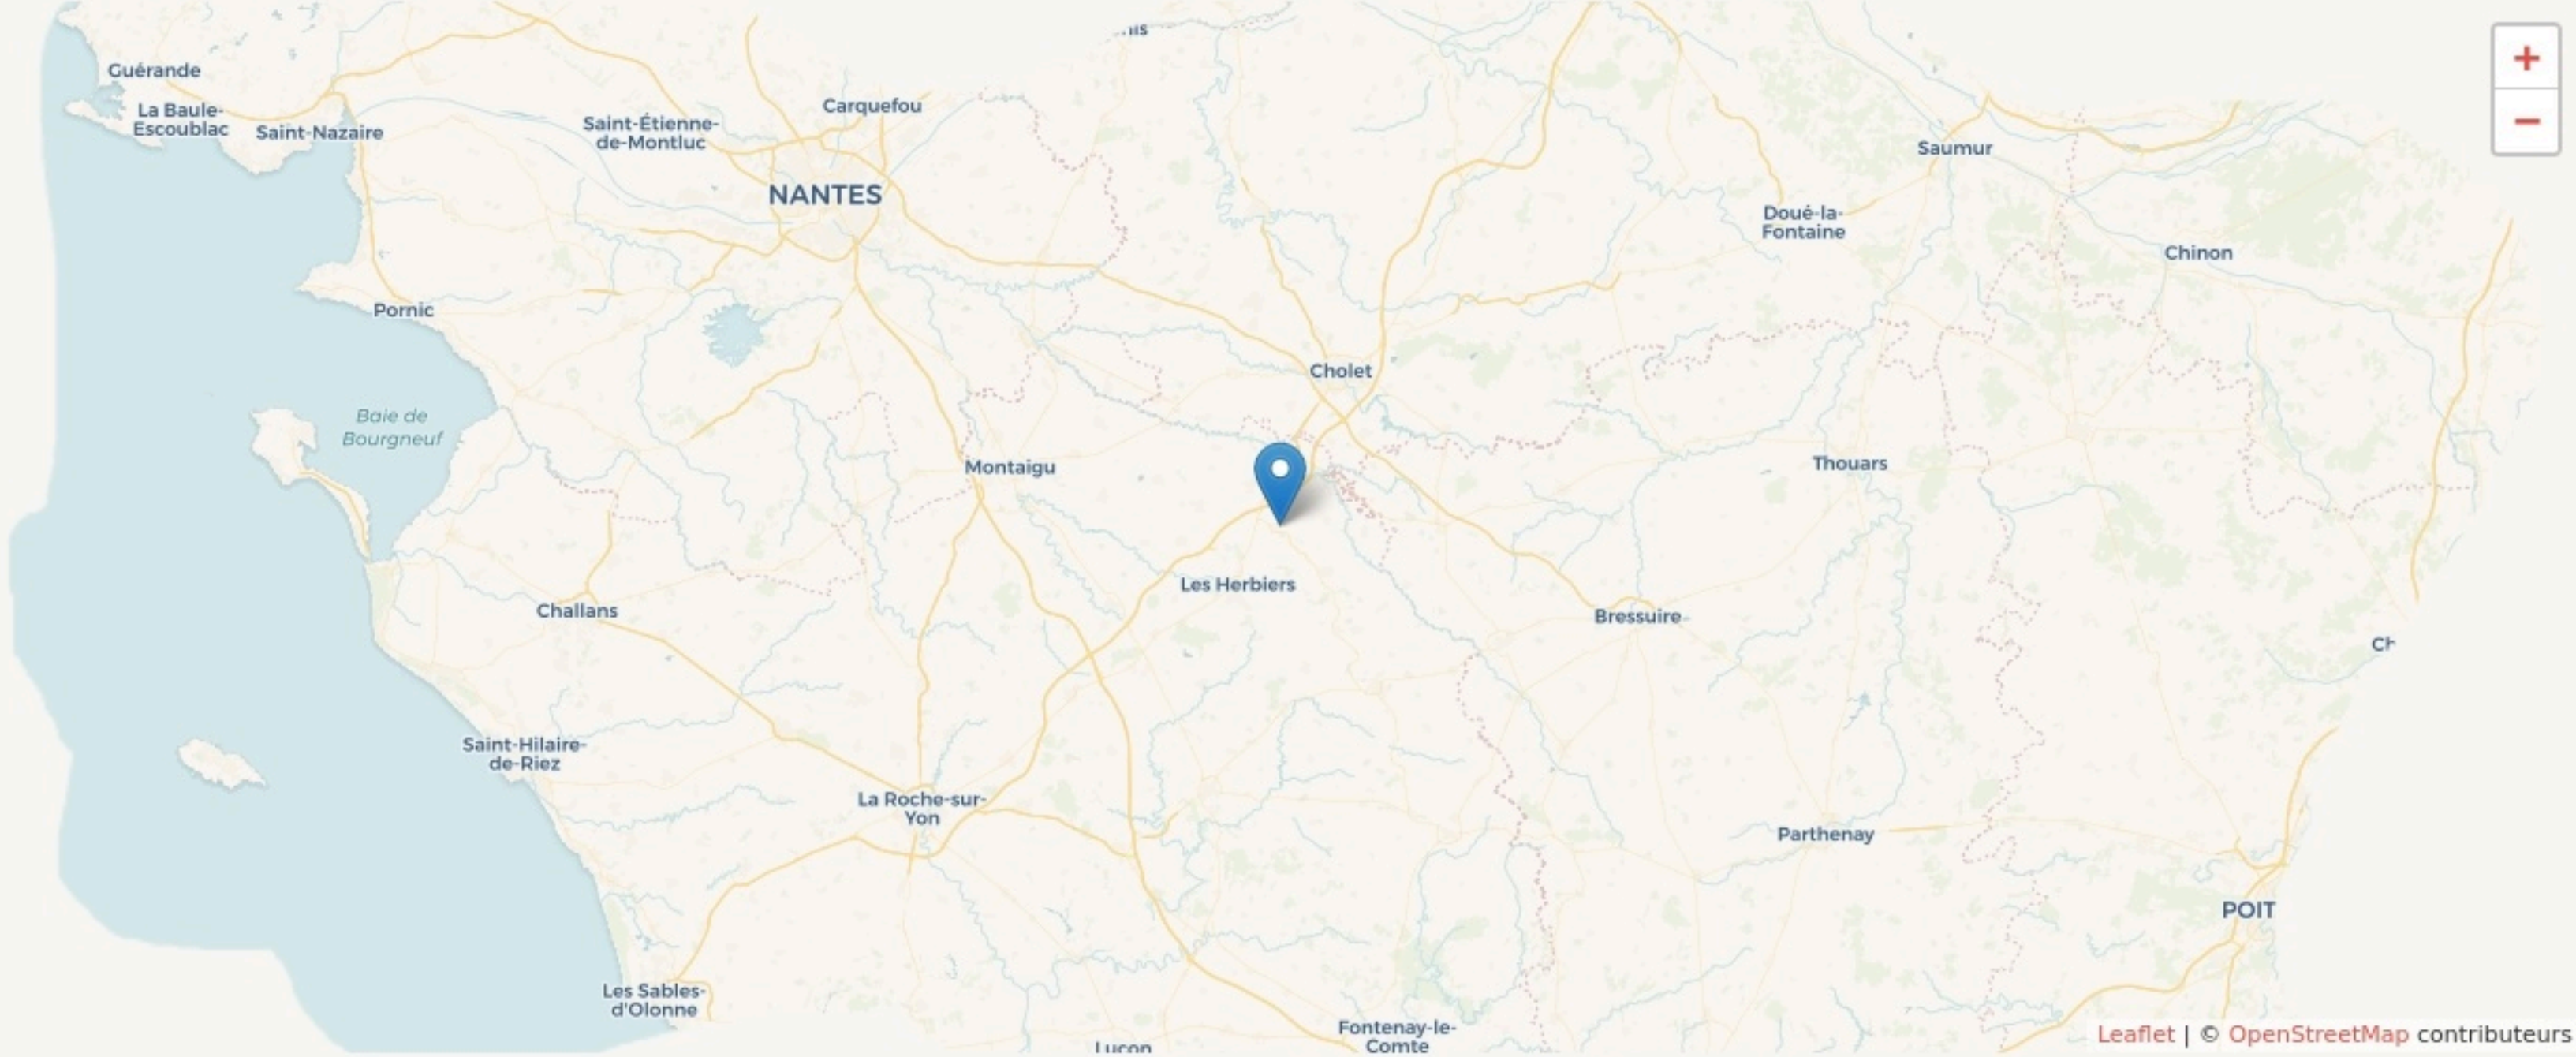 Guérande
La Baule-
Escoublac
Saint-Nazaire
Saint-Étienne-
de-Montluc
Carquefou
NANTES
Saumur
Doué-la-
Fontaine
Chinon
Pornic
Cholet
Baie de
Bourgneuf
Montaigu
Thouars
Les Herbiers
Challans
Bressuire
Saint-Hilaire-
de-Riez
La Roche-sur-
Yon
Parthenay
POIT
Les Sables-
d'Olonne
Fontenay-le-
Comte
Luçon
+
−
Leaflet | © OpenStreetMap contributeurs